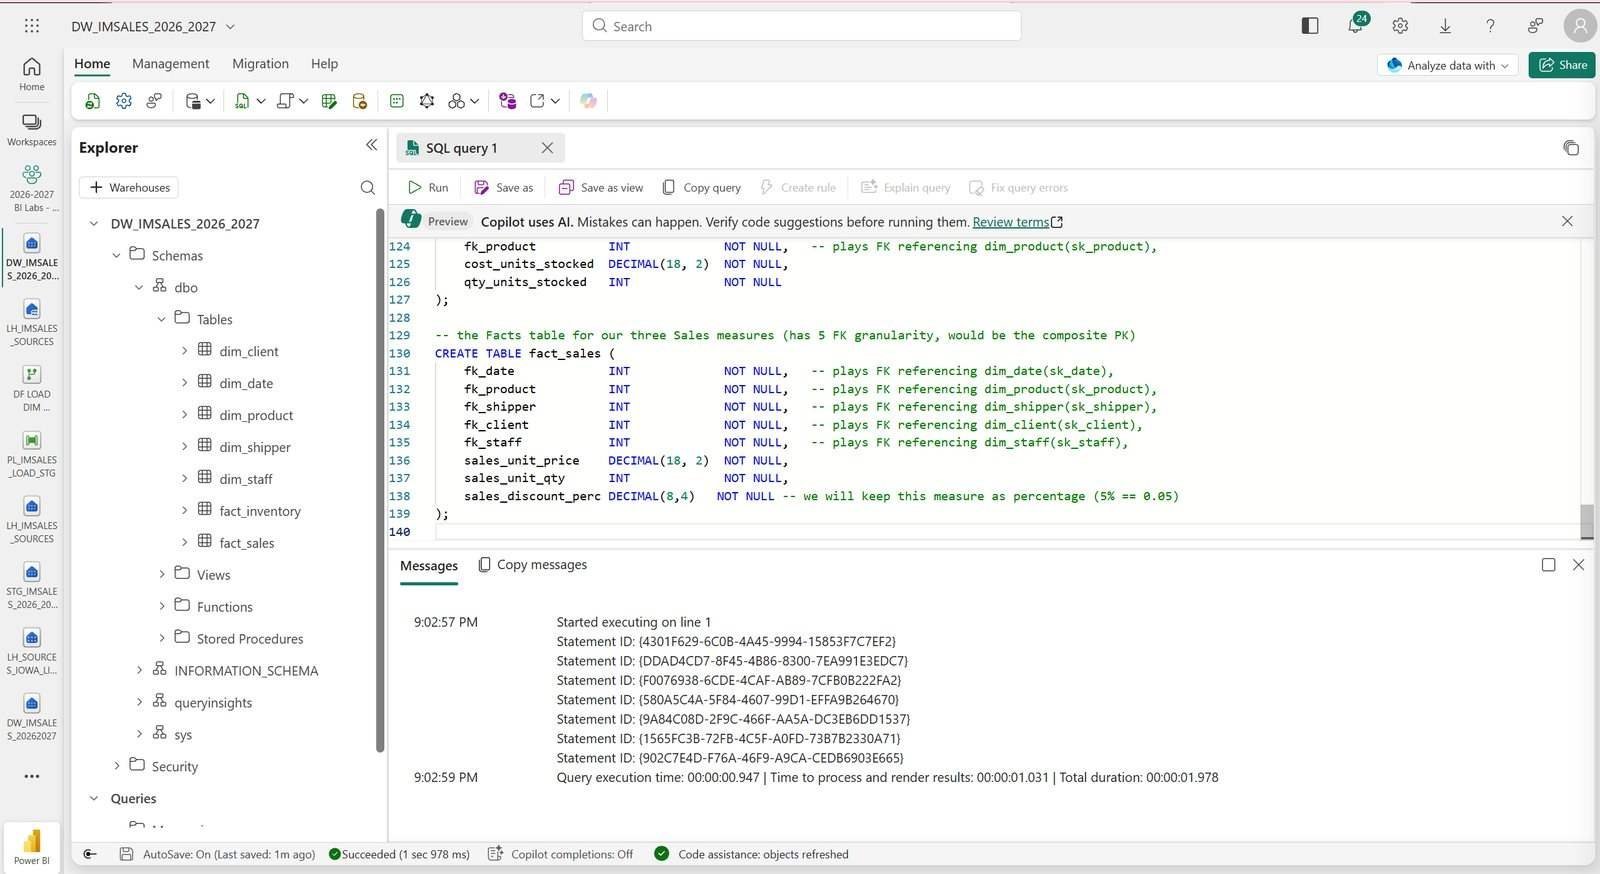 DW_IMSALES_2026_2027
Search
24
Home
Management
Migration
Help
Analyze data with
Share
Home
Workspaces
2026-2027
BI Labs - ...
DW_IMSALE
S_2026_20...
LH_IMSALES
_SOURCES
DF LOAD
DIM ...
PL_IMSALES
_LOAD_STG
LH_IMSALES
_SOURCES
STG_IMSALE
S_2026_20...
LH_SOURCE
S_IOWA_LI...
DW_IMSALE
S_20262027
Power BI
Explorer
Warehouses
DW_IMSALES_2026_2027
Schemas
dbo
Tables
dim_client
dim_date
dim_product
dim_shipper
dim_staff
fact_inventory
fact_sales
Views
Functions
Stored Procedures
INFORMATION_SCHEMA
queryinsights
sys
Security
Queries
SQL query 1
Run
Save as
Save as view
Copy query
Create rule
Explain query
Fix query errors
Preview Copilot uses AI. Mistakes can happen. Verify code suggestions before running them. Review terms
124 fk_product INT NOT NULL, -- plays FK referencing dim_product(sk_product),
125 cost_units_stocked DECIMAL(18, 2) NOT NULL,
126 qty_units_stocked INT NOT NULL
127 );
128
129 -- the Facts table for our three Sales measures (has 5 FK granularity, would be the composite PK)
130 CREATE TABLE fact_sales (
131 fk_date INT NOT NULL, -- plays FK referencing dim_date(sk_date),
132 fk_product INT NOT NULL, -- plays FK referencing dim_product(sk_product),
133 fk_shipper INT NOT NULL, -- plays FK referencing dim_shipper(sk_shipper),
134 fk_client INT NOT NULL, -- plays FK referencing dim_client(sk_client),
135 fk_staff INT NOT NULL, -- plays FK referencing dim_staff(sk_staff),
136 sales_unit_price DECIMAL(18, 2) NOT NULL,
137 sales_unit_qty INT NOT NULL,
138 sales_discount_perc DECIMAL(8,4) NOT NULL -- we will keep this measure as percentage (5% == 0.05)
139 );
140
Messages
Copy messages
9:02:57 PM Started executing on line 1
Statement ID: {4301F629-6C0B-4A45-9994-15853F7C7EF2}
Statement ID: {DDAD4CD7-8F45-4B86-8300-7EA991E3EDC7}
Statement ID: {F0076938-6CDE-4CAF-AB89-7CFB0B222FA2}
Statement ID: {580A5C4A-5F84-4607-99D1-EFFA9B264670}
Statement ID: {9A84C08D-2F9C-466F-AA5A-DC3EB6DD1537}
Statement ID: {1565FC3B-72FB-4C5F-A0FD-73B7B2330A71}
Statement ID: {902C7E4D-F76A-46F9-A9CA-CEDB6903E665}
9:02:59 PM Query execution time: 00:00:00.947 | Time to process and render results: 00:00:01.031 | Total duration: 00:00:01.978
AutoSave: On (Last saved: 1m ago)
Succeeded (1 sec 978 ms)
Copilot completions: Off
Code assistance: objects refreshed